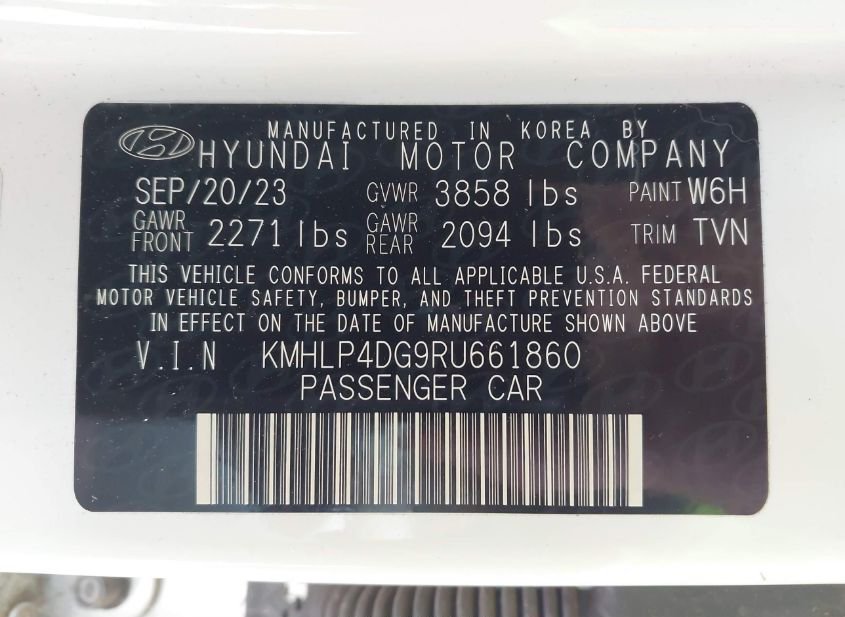 MANUFACTURED IN KOREA BY
HYUNDAI MOTOR COMPANY
SEP/20/23 GVWR 3858 lbs PAINT W6H
GAWR FRONT 2271 lbs GAWR REAR 2094 lbs TRIM TVN
THIS VEHICLE CONFORMS TO ALL APPLICABLE U.S.A. FEDERAL
MOTOR VEHICLE SAFETY, BUMPER, AND THEFT PREVENTION STANDARDS
IN EFFECT ON THE DATE OF MANUFACTURE SHOWN ABOVE
V.I.N KMHLP4DG9RU661860
PASSENGER CAR